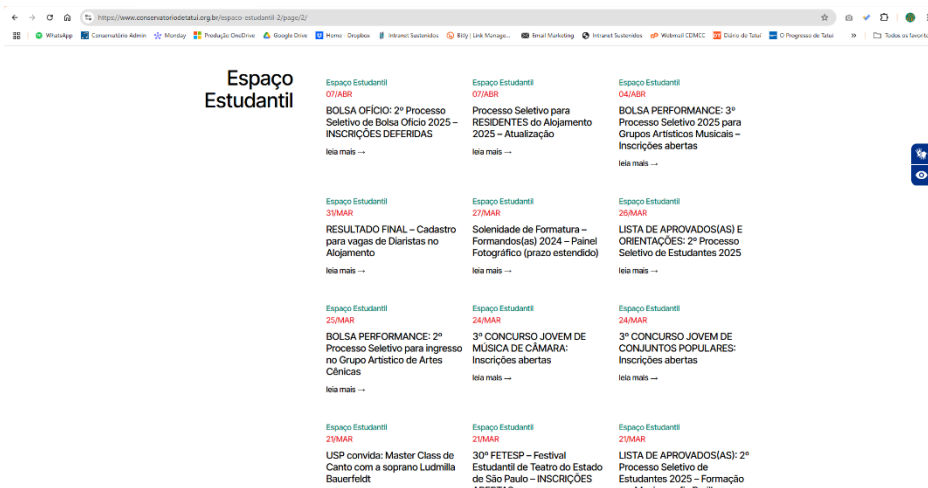 https://www.conservatoriodetatui.org.br/espaco-estudantil-2/page/2/
WhatsApp
Conservatório Admin
Monday
Produção OneDrive
Google Drive
Home - Dropbox
Intranet Sustenidos
Bitly | Link Manage...
Email Marketing
Intranet Sustenidos
Webmail CEMCC
Diário de Tatuí
O Progresso de Tatuí
Todos os favorito
Espaço
Estudantil
Espaço Estudantil
07/ABR
BOLSA OFÍCIO: 2º Processo
Seletivo de Bolsa Ofício 2025 –
INSCRIÇÕES DEFERIDAS
leia mais →
Espaço Estudantil
07/ABR
Processo Seletivo para
RESIDENTES do Alojamento
2025 – Atualização
leia mais →
Espaço Estudantil
04/ABR
BOLSA PERFORMANCE: 3º
Processo Seletivo 2025 para
Grupos Artísticos Musicais –
Inscrições abertas
leia mais →
Espaço Estudantil
31/MAR
RESULTADO FINAL – Cadastro
para vagas de Diaristas no
Alojamento
leia mais →
Espaço Estudantil
27/MAR
Solenidade de Formatura –
Formandos(as) 2024 – Painel
Fotográfico (prazo estendido)
leia mais →
Espaço Estudantil
26/MAR
LISTA DE APROVADOS(AS) E
ORIENTAÇÕES: 2º Processo
Seletivo de Estudantes 2025
leia mais →
Espaço Estudantil
25/MAR
BOLSA PERFORMANCE: 2º
Processo Seletivo para ingresso
no Grupo Artístico de Artes
Cênicas
leia mais →
Espaço Estudantil
24/MAR
3º CONCURSO JOVEM DE
MÚSICA DE CÂMARA:
Inscrições abertas
leia mais →
Espaço Estudantil
24/MAR
3º CONCURSO JOVEM DE
CONJUNTOS POPULARES:
Inscrições abertas
leia mais →
Espaço Estudantil
21/MAR
USP convida: Master Class de
Canto com a soprano Ludmilla
Bauerfeldt
Espaço Estudantil
21/MAR
30º FETESP – Festival
Estudantil de Teatro do Estado
de São Paulo – INSCRIÇÕES
Espaço Estudantil
21/MAR
LISTA DE APROVADOS(AS): 2º
Processo Seletivo de
Estudantes 2025 – Formação